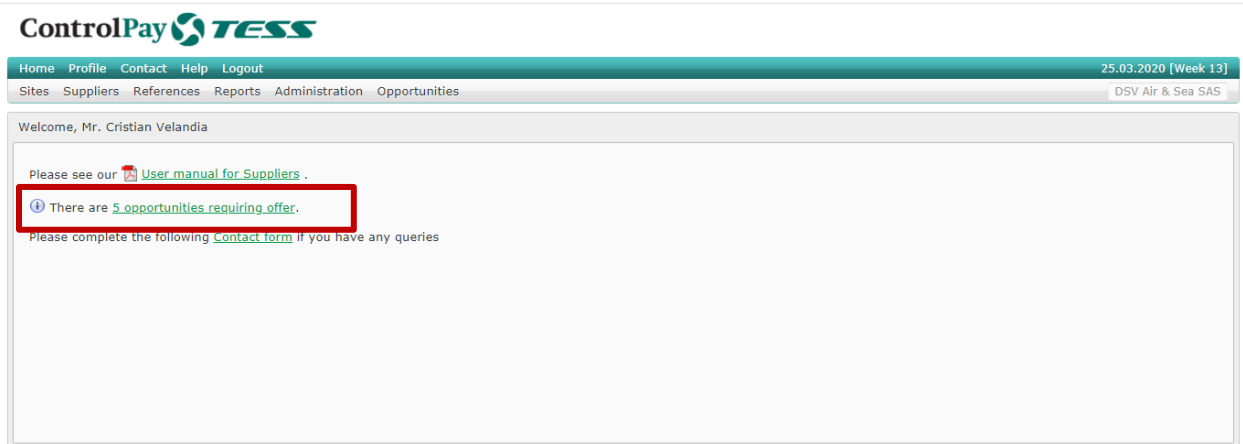 ControlPay TESS
Home Profile Contact Help Logout 25.03.2020 [Week 13]
Sites Suppliers References Reports Administration Opportunities DSV Air & Sea SAS
Welcome, Mr. Cristian Velandia
Please see our User manual for Suppliers .
There are 5 opportunities requiring offer.
Please complete the following Contact form if you have any queries